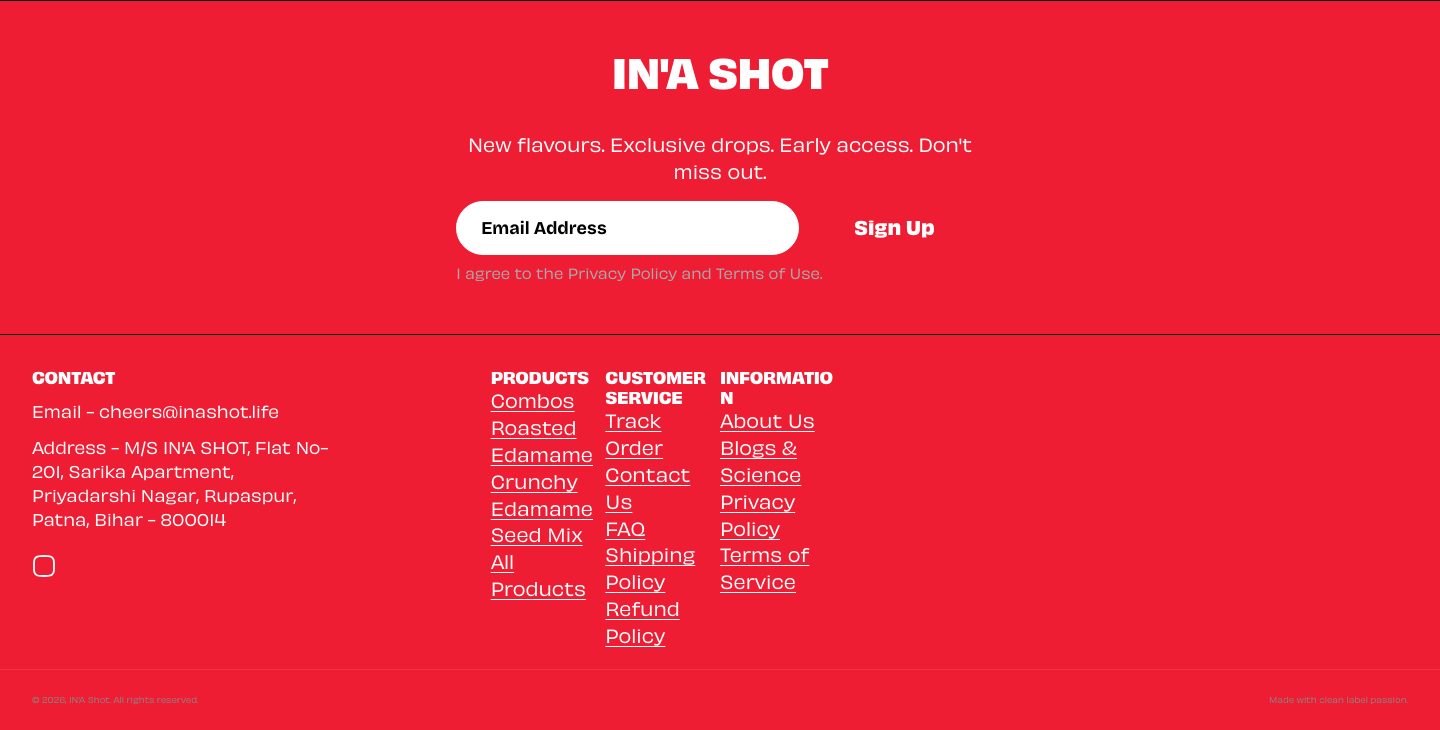 IN'A SHOT
New flavours. Exclusive drops. Early access. Don't
miss out.
Email Address
Sign Up
I agree to the Privacy Policy and Terms of Use.
CONTACT
Email - cheers@inashot.life
Address - M/S IN'A SHOT, Flat No-
201, Sarika Apartment,
Priyadarshi Nagar, Rupaspur,
Patna, Bihar - 800014
PRODUCTS
Combos
Roasted
Edamame
Crunchy
Edamame
Seed Mix
All
Products
CUSTOMER
SERVICE
Track
Order
Contact
Us
FAQ
Shipping
Policy
Refund
Policy
INFORMATIO
N
About Us
Blogs &
Science
Privacy
Policy
Terms of
Service
© 2026, IN'A Shot. All rights reserved.
Made with clean label passion.